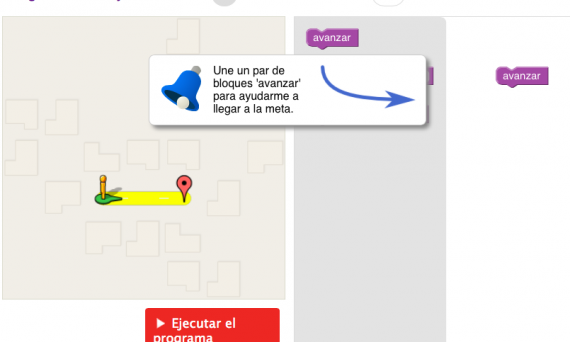 avanzar
Une un par de
bloques 'avanzar'
para ayudarme a
llegar a la meta.
avanzar
Ejecutar el
programa